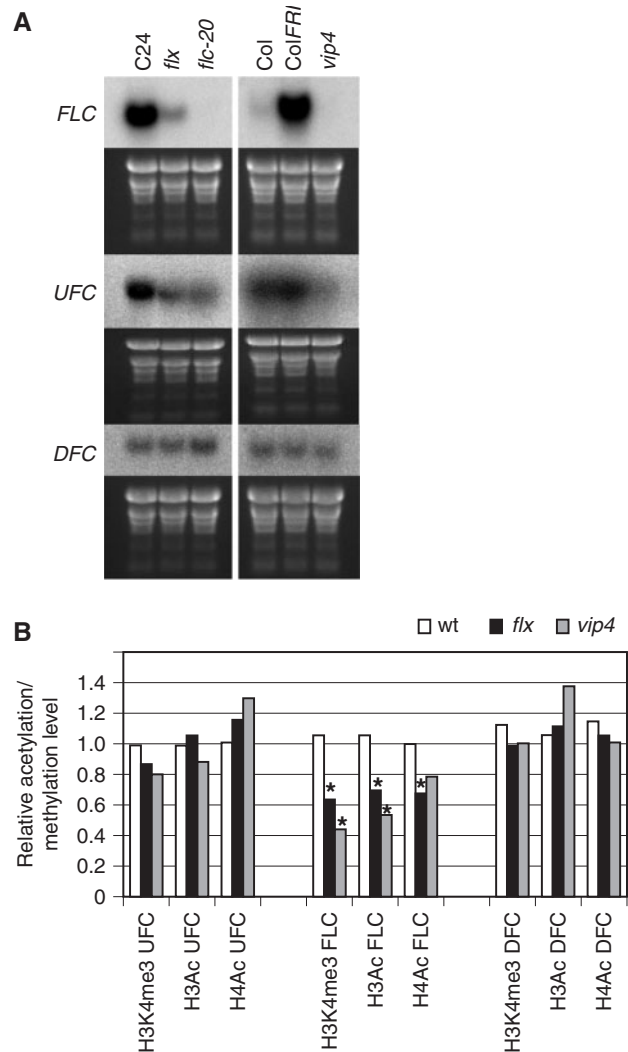 A
C24 flx flc-20 Col ColFRI vip4
FLC
UFC
DFC
B
wt flx vip4
Relative acetylation/
methylation level
1.4
1.2
1.0
0.8
0.6
0.4
0.2
0
* * * * *
H3K4me3 UFC
H3Ac UFC
H4Ac UFC
H3K4me3 FLC
H3Ac FLC
H4Ac FLC
H3K4me3 DFC
H3Ac DFC
H4Ac DFC